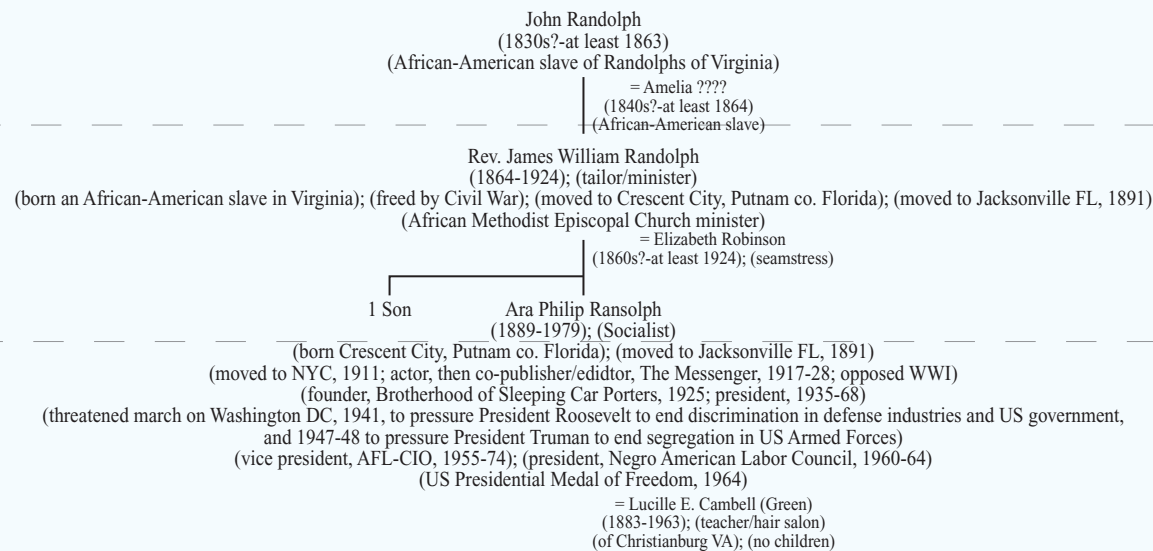 John Randolph
(1830s?-at least 1863)
(African-American slave of Randolphs of Virginia)
= Amelia ????
(1840s?-at least 1864)
(African-American slave)
Rev. James William Randolph
(1864-1924); (tailor/minister)
(born an African-American slave in Virginia); (freed by Civil War); (moved to Crescent City, Putnam co. Florida); (moved to Jacksonville FL, 1891)
(African Methodist Episcopal Church minister)
= Elizabeth Robinson
(1860s?-at least 1924); (seamstress)
1 Son
Ara Philip Ransolph
(1889-1979); (Socialist)
(born Crescent City, Putnam co. Florida); (moved to Jacksonville FL, 1891)
(moved to NYC, 1911; actor, then co-publisher/edidtor, The Messenger, 1917-28; opposed WWI)
(founder, Brotherhood of Sleeping Car Porters, 1925; president, 1935-68)
(threatened march on Washington DC, 1941, to pressure President Roosevelt to end discrimination in defense industries and US government,
and 1947-48 to pressure President Truman to end segregation in US Armed Forces)
(vice president, AFL-CIO, 1955-74); (president, Negro American Labor Council, 1960-64)
(US Presidential Medal of Freedom, 1964)
= Lucille E. Cambell (Green)
(1883-1963); (teacher/hair salon)
(of Christianburg VA); (no children)